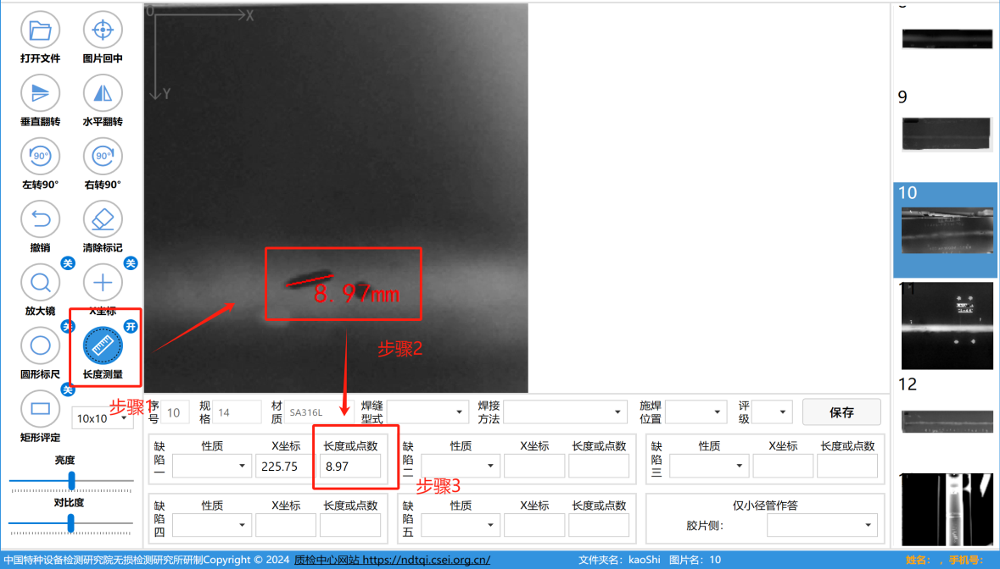 打开文件 图片回中
垂直翻转 水平翻转
90° 90°
左转90° 右转90°
撤销 清除标记
关 关
放大镜 X坐标
关 开
圆形标尺 长度测量
关
10x10
矩形评定
亮度
对比度
O X
Y
8.97mm
步骤1
步骤2
步骤3
序号 10 规格 14 材质 SA316L 焊缝型式 焊接方法 施焊位置 评级 保存
缺陷一 性质 X坐标 长度或点数
225.75 8.97
缺陷二 性质 X坐标 长度或点数
缺陷三 性质 X坐标 长度或点数
缺陷四 性质 X坐标 长度或点数
缺陷五 性质 X坐标 长度或点数
仅小径管作答
胶片侧:
9
10
11
12
中国特种设备检测研究院无损检测研究所研制Copyright © 2024 质检中心网站 https://ndtqi.csei.org.cn/ 文件夹名: kaoShi 图片名: 10 姓名: , 手机号: